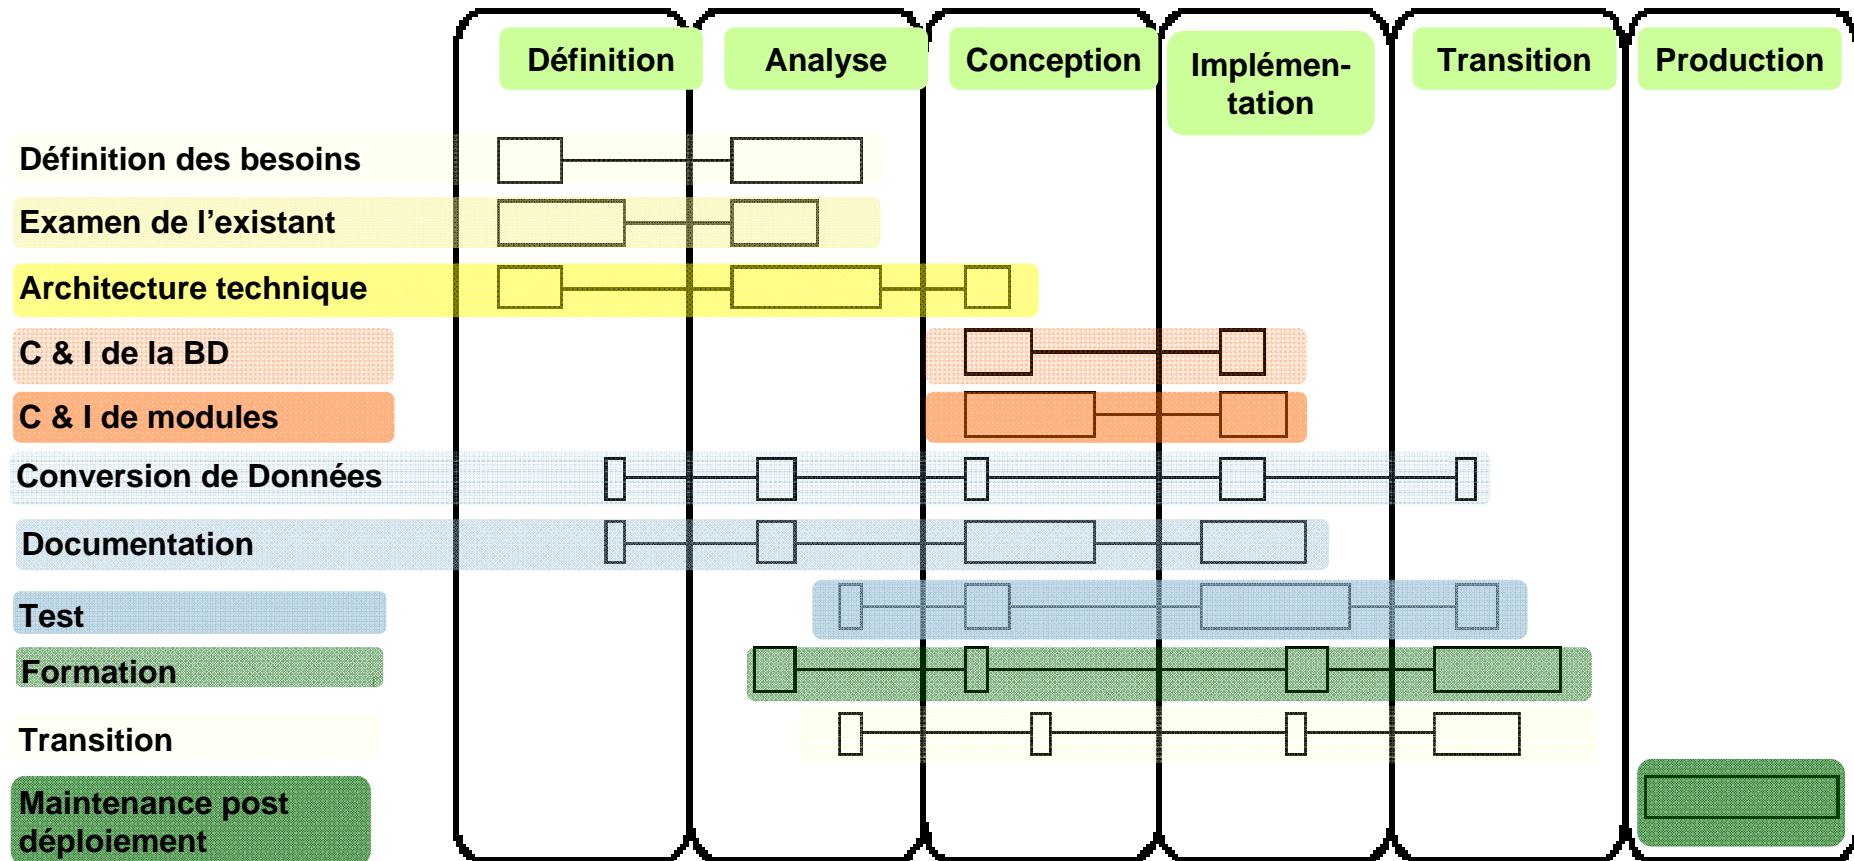 Définition
Analyse
Conception
Implémen-
tation
Transition
Production
Définition des besoins
Examen de l’existant
Architecture technique
C & I de la BD
C & I de modules
Conversion de Données
Documentation
Test
Formation
Transition
Maintenance post
déploiement